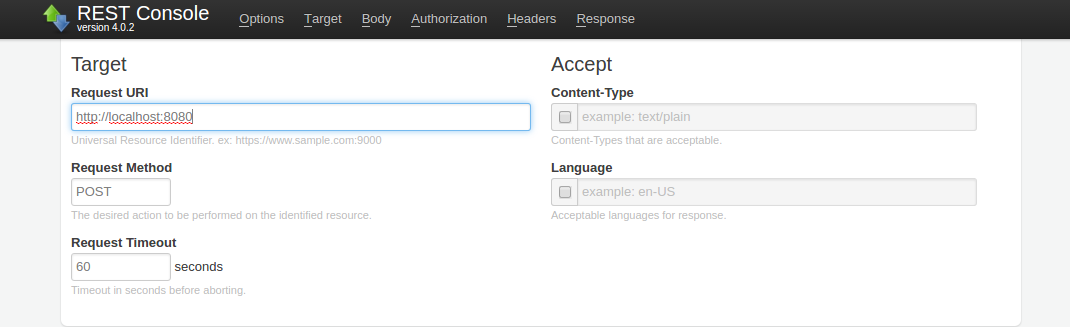 REST Console
version 4.0.2
Options Target Body Authorization Headers Response
Target
Request URI
http://localhost:8080
Universal Resource Identifier. ex: https://www.sample.com:9000
Request Method
POST
The desired action to be performed on the identified resource.
Request Timeout
60 seconds
Timeout in seconds before aborting.
Accept
Content-Type
example: text/plain
Content-Types that are acceptable.
Language
example: en-US
Acceptable languages for response.